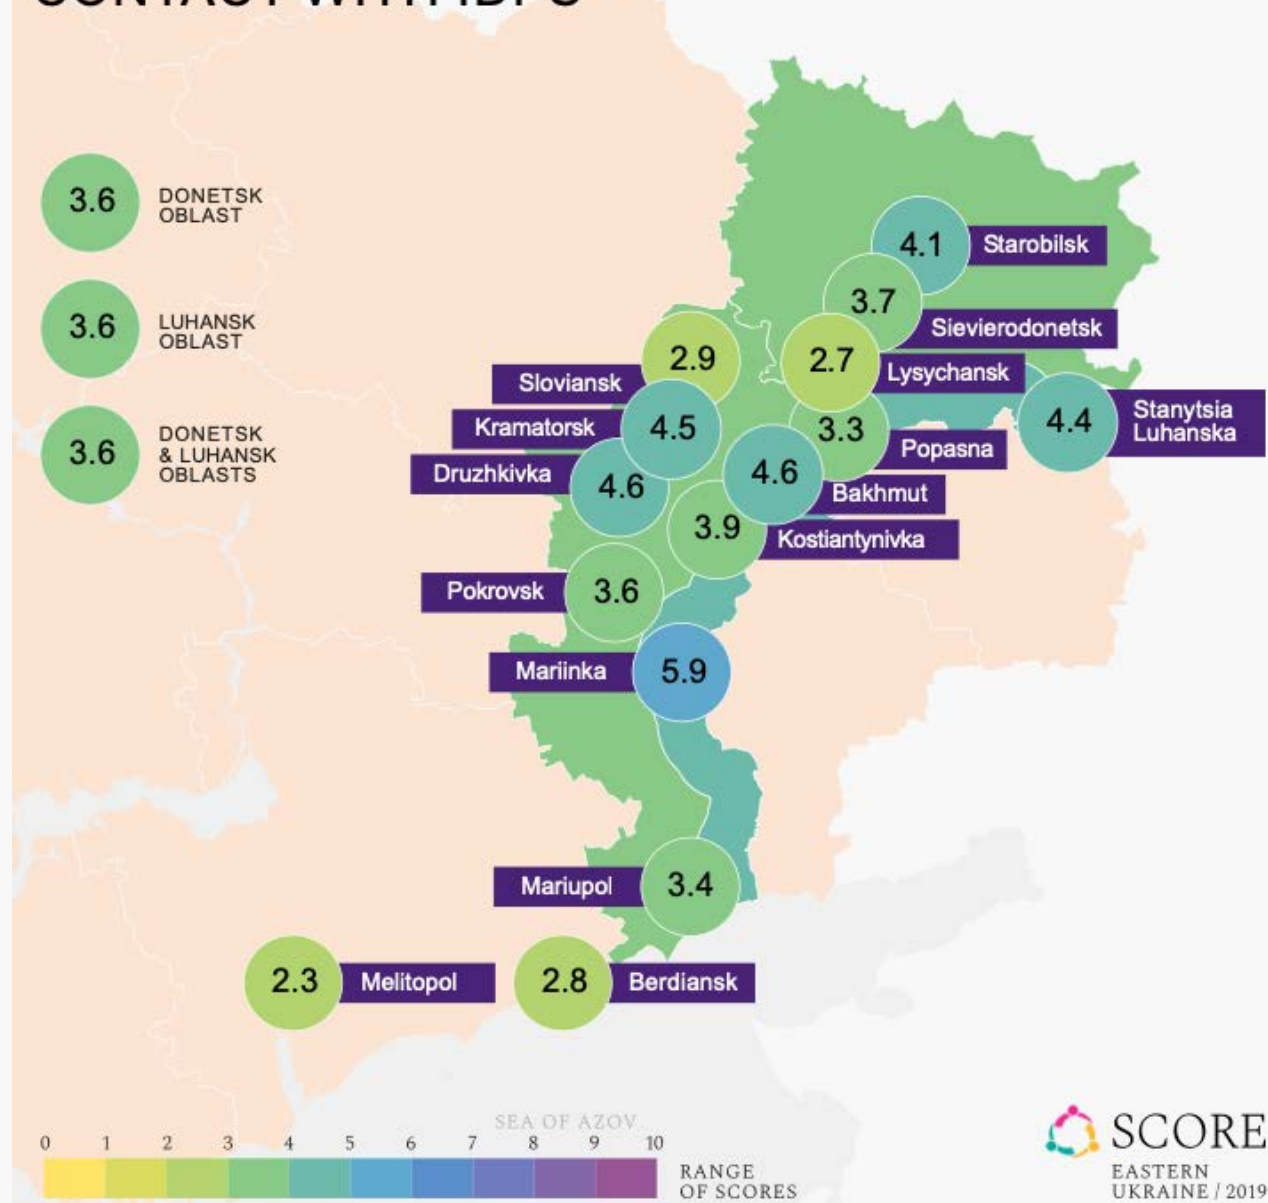 CONTACT WITH IDPS
3.6
DONETSK
OBLAST
3.6
LUHANSK
OBLAST
3.6
DONETSK
& LUHANSK
OBLASTS
4.1
Starobilsk
3.7
Sievierodonetsk
2.9
Sloviansk
2.7
Lysychansk
4.5
Kramatorsk
3.3
Popasna
4.4
Stanytsia
Luhanska
4.6
Druzhkivka
4.6
Bakhmut
3.9
Kostiantynivka
Pokrovsk
3.6
Mariinka
5.9
Mariupol
3.4
2.3
Melitopol
2.8
Berdiansk
SEA OF AZOV
0 1 2 3 4 5 6 7 8 9 10
RANGE
OF SCORES
SCORE
EASTERN
UKRAINE / 2019